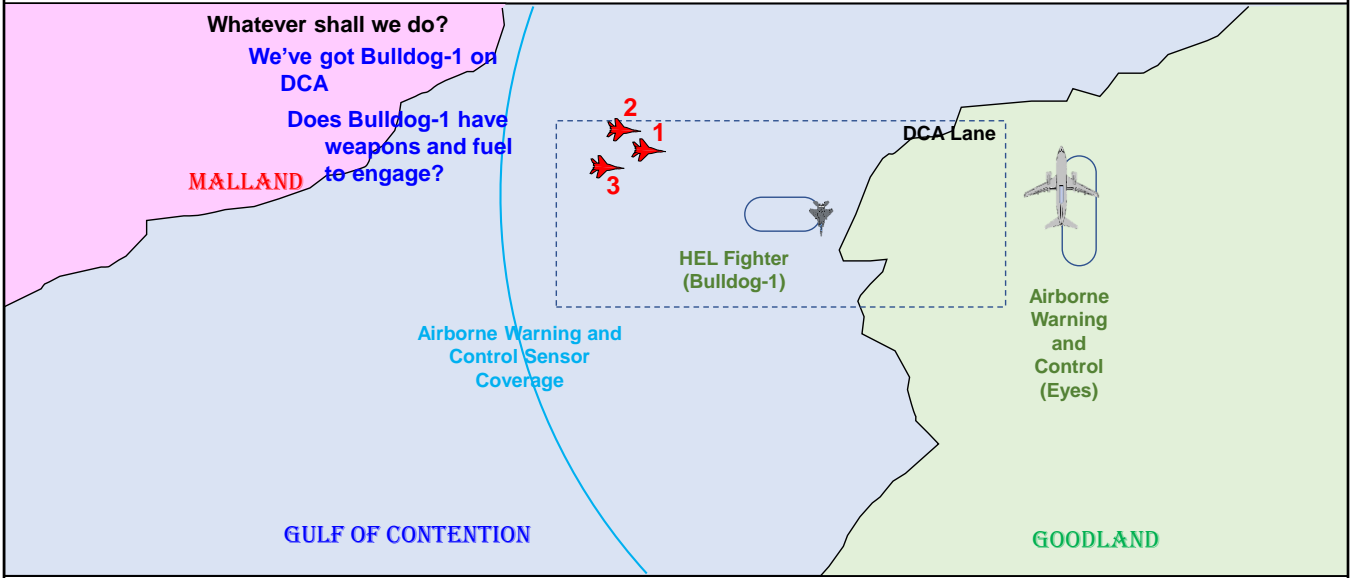 Whatever shall we do?
We’ve got Bulldog-1 on
DCA
Does Bulldog-1 have
weapons and fuel
to engage?
MALLAND
2
1
3
DCA Lane
HEL Fighter
(Bulldog-1)
Airborne
Warning
and
Control
(Eyes)
Airborne Warning and
Control Sensor
Coverage
GULF OF CONTENTION
GOODLAND